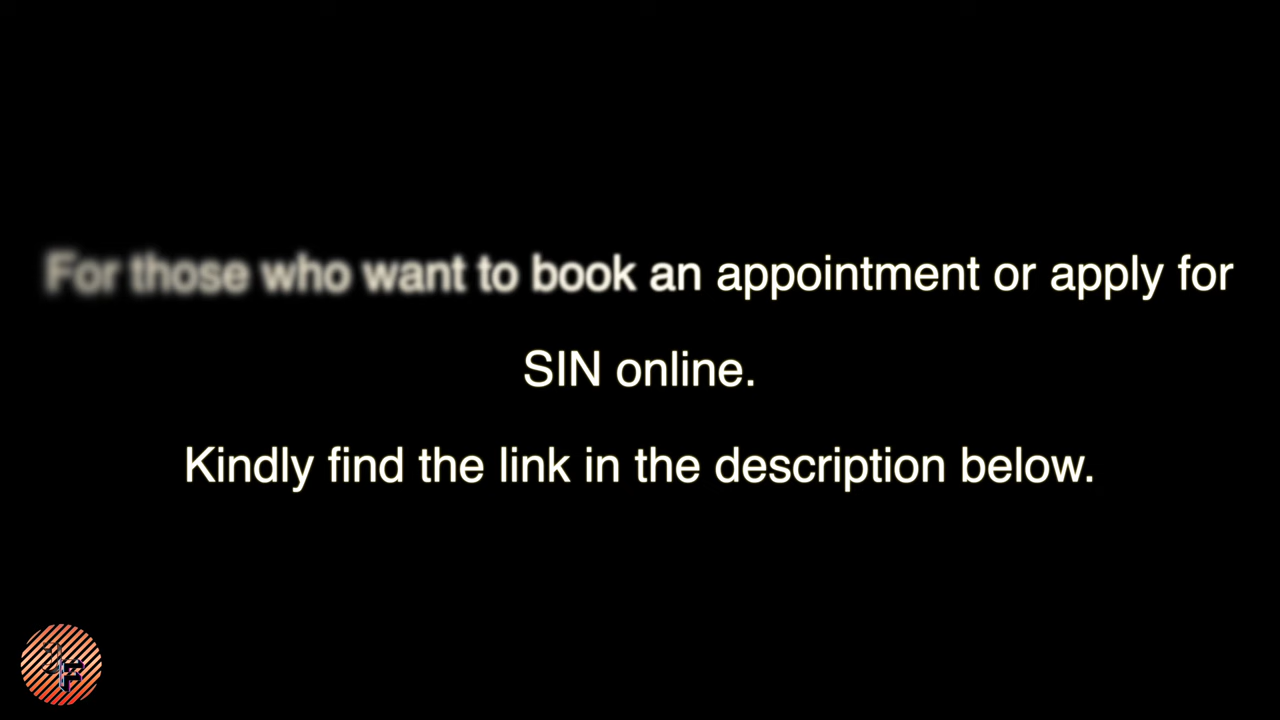 For those who want to book an appointment or apply for
SIN online.
Kindly find the link in the description below.